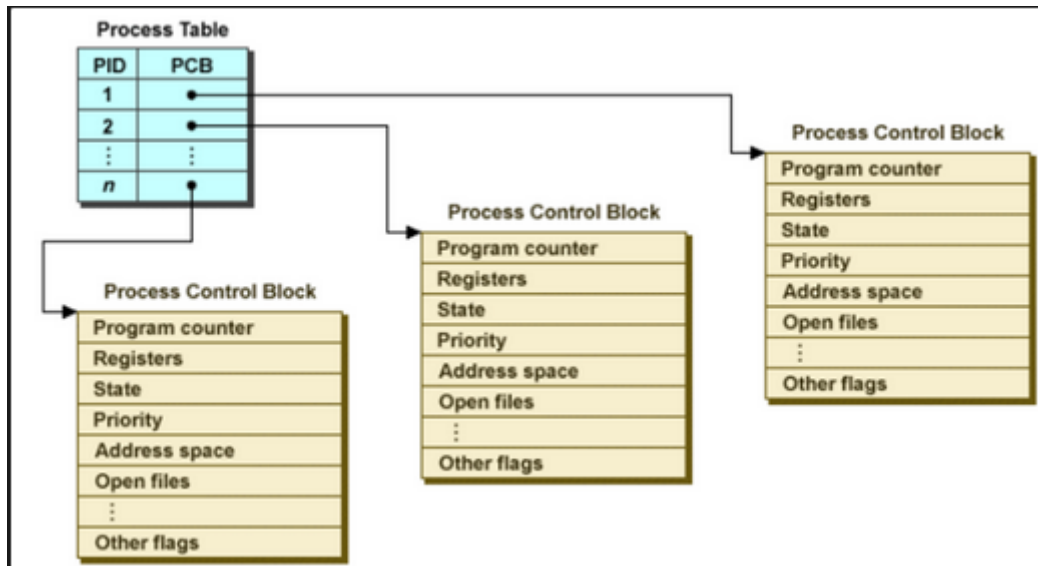 Process Table
PID PCB
1
2
⋮ ⋮
n
Process Control Block
Program counter
Registers
State
Priority
Address space
Open files
⋮
Other flags
Process Control Block
Program counter
Registers
State
Priority
Address space
Open files
⋮
Other flags
Process Control Block
Program counter
Registers
State
Priority
Address space
Open files
⋮
Other flags